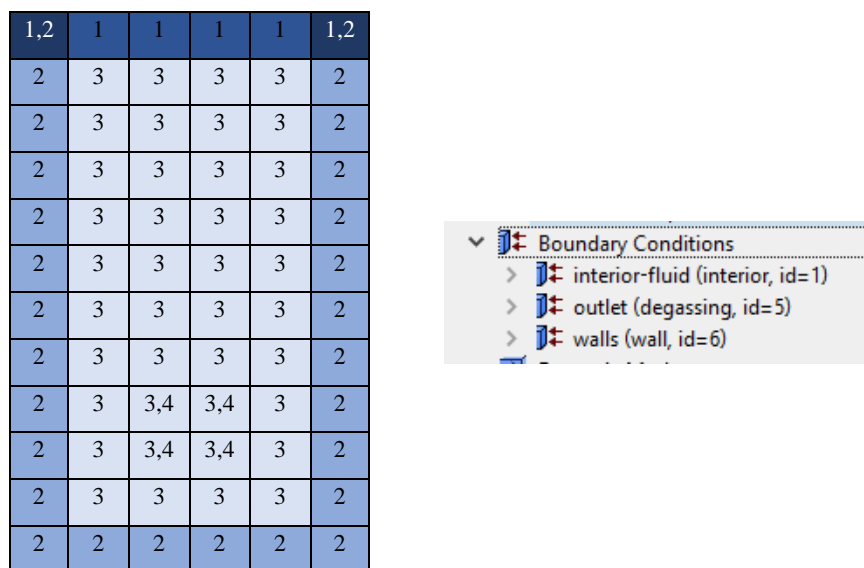 1,2 1 1 1 1 1,2
2 3 3 3 3 2
2 3 3 3 3 2
2 3 3 3 3 2
2 3 3 3 3 2
2 3 3 3 3 2
2 3 3 3 3 2
2 3 3 3 3 2
2 3 3,4 3,4 3 2
2 3 3,4 3,4 3 2
2 3 3 3 3 2
2 2 2 2 2 2
Boundary Conditions
interior-fluid (interior, id=1)
outlet (degassing, id=5)
walls (wall, id=6)